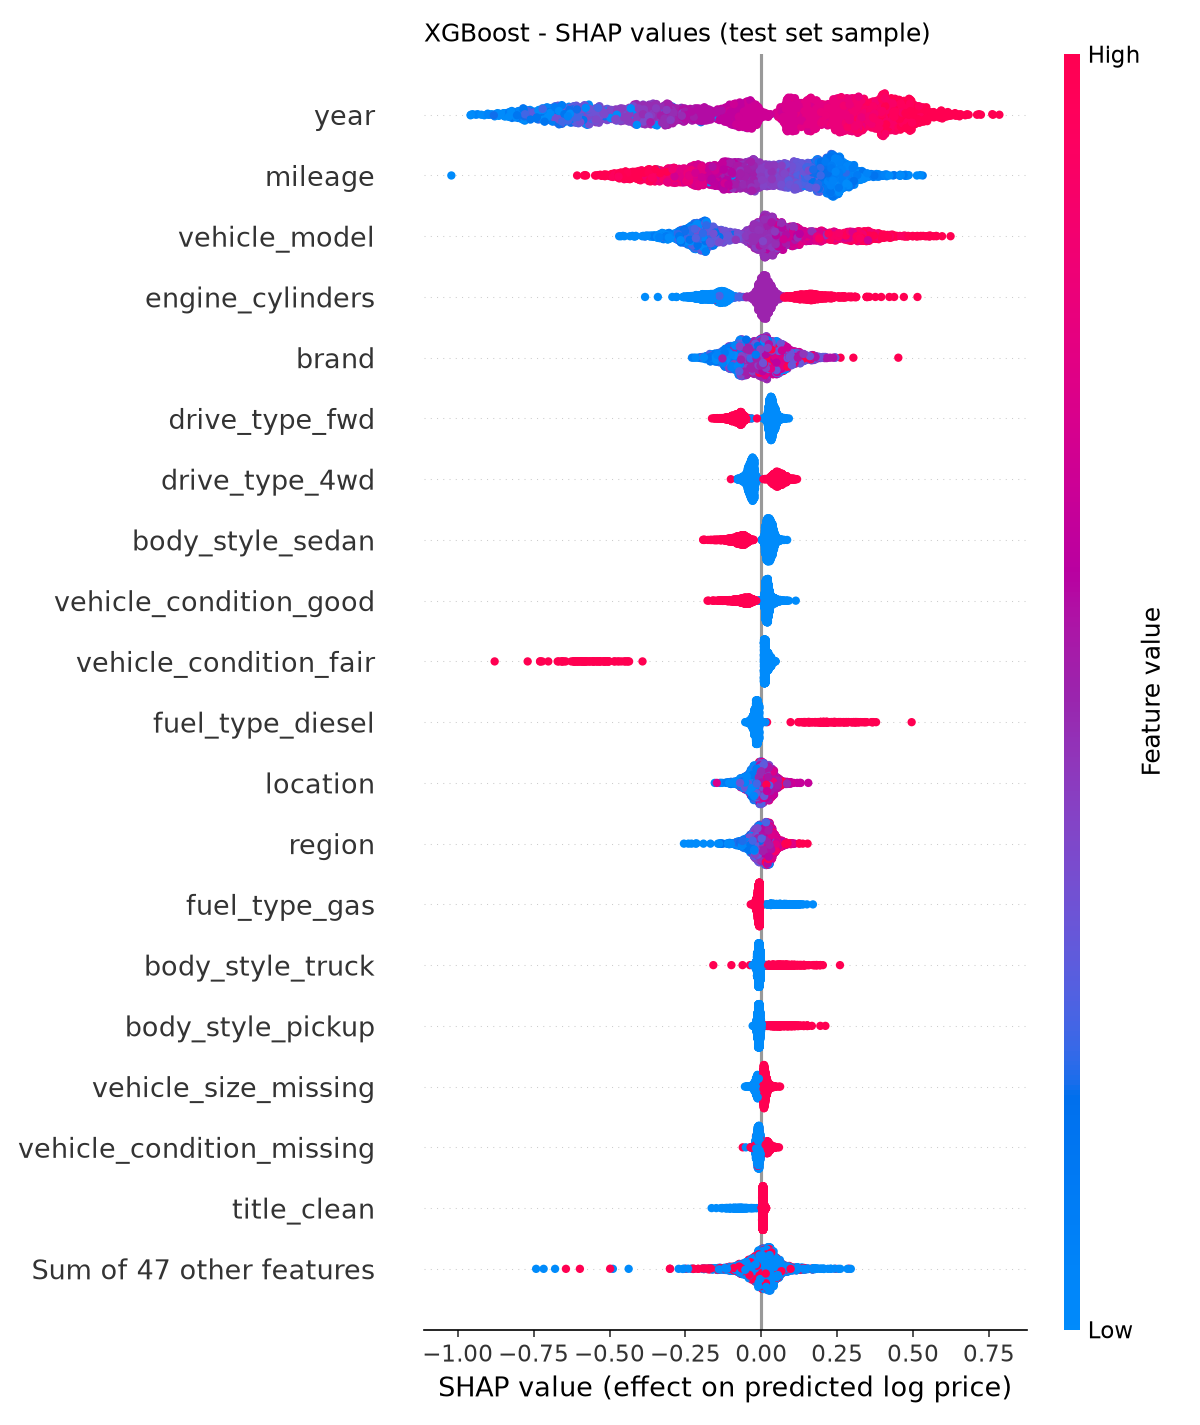 XGBoost - SHAP values (test set sample)
High
year
mileage
vehicle_model
engine_cylinders
brand
drive_type_fwd
drive_type_4wd
body_style_sedan
vehicle_condition_good
vehicle_condition_fair
fuel_type_diesel
location
region
fuel_type_gas
body_style_truck
body_style_pickup
vehicle_size_missing
vehicle_condition_missing
title_clean
Sum of 47 other features
Feature value
Low
−1.00 −0.75 −0.50 −0.25 0.00 0.25 0.50 0.75
SHAP value (effect on predicted log price)